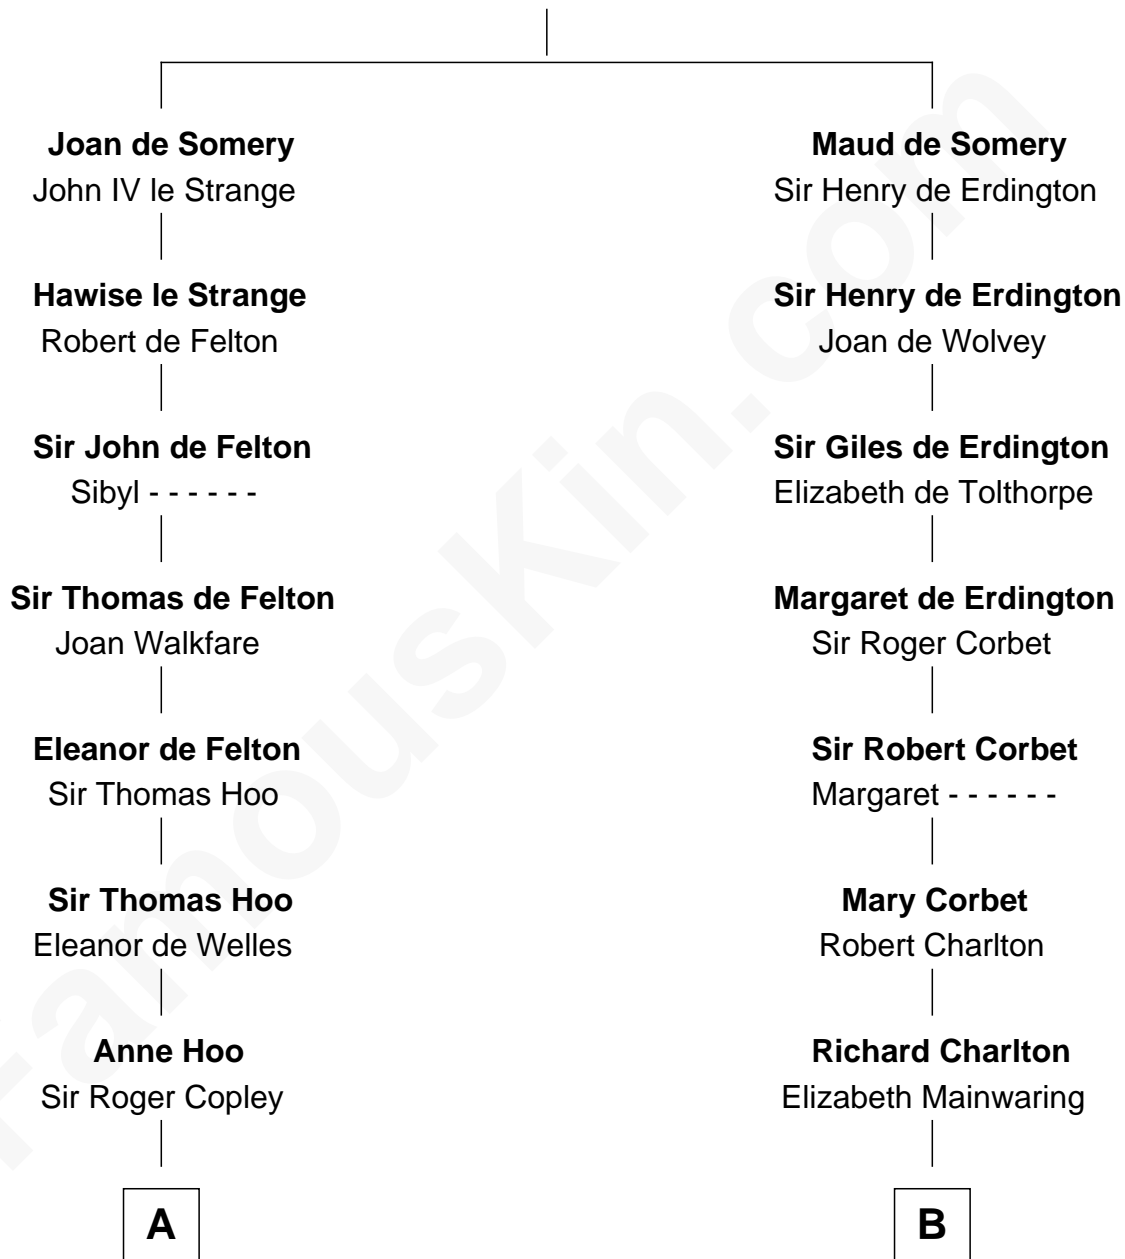 Joan de Somery
John IV le Strange
Hawise le Strange
Robert de Felton
Sir John de Felton
Sibyl - - - - - -
Sir Thomas de Felton
Joan Walkfare
Eleanor de Felton
Sir Thomas Hoo
Sir Thomas Hoo
Eleanor de Welles
Anne Hoo
Sir Roger Copley
A
Maud de Somery
Sir Henry de Erdington
Sir Henry de Erdington
Joan de Wolvey
Sir Giles de Erdington
Elizabeth de Tolthorpe
Margaret de Erdington
Sir Roger Corbet
Sir Robert Corbet
Margaret - - - - - -
Mary Corbet
Robert Charlton
Richard Charlton
Elizabeth Mainwaring
B
FamousKin.com